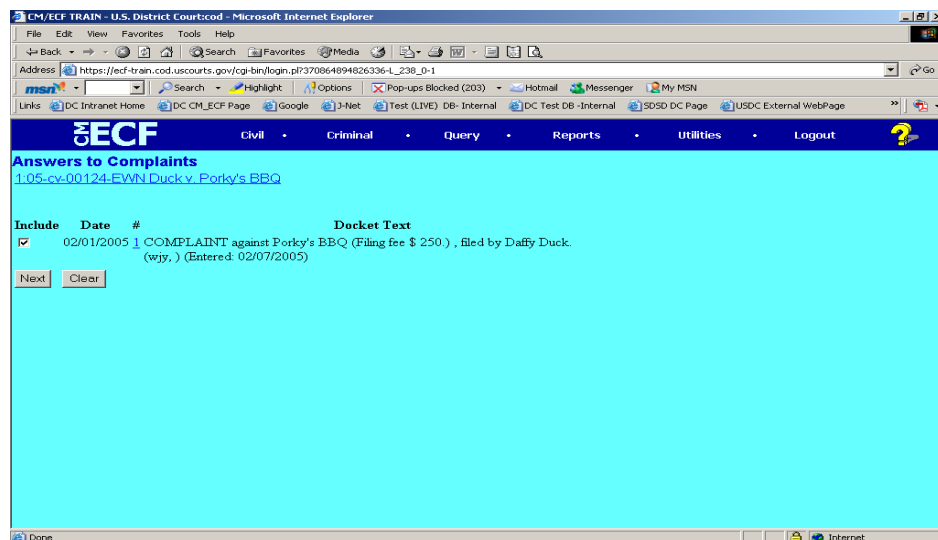 CM/ECF TRAIN - U.S. District Court:cod - Microsoft Internet Explorer
File Edit View Favorites Tools Help
Back Search Favorites Media
Address https://ecf-train.cod.uscourts.gov/cgi-bin/login.pl?370864894826336-L_238_0-1 Go
msn Search Highlight Options Pop-ups Blocked (203) Hotmail Messenger My MSN
Links DC Intranet Home DC CM_ECF Page Google J-Net Test (LIVE) DB- Internal DC Test DB -Internal SDSD DC Page USDC External WebPage »
CM ECF Civil • Criminal • Query • Reports • Utilities • Logout ?
Answers to Complaints
1:05-cv-00124-EWN Duck v. Porky's BBQ
Include Date # Docket Text
02/01/2005 1 COMPLAINT against Porky's BBQ (Filing fee $ 250.) , filed by Daffy Duck.
(wjy, ) (Entered: 02/07/2005)
Next Clear
Done Internet